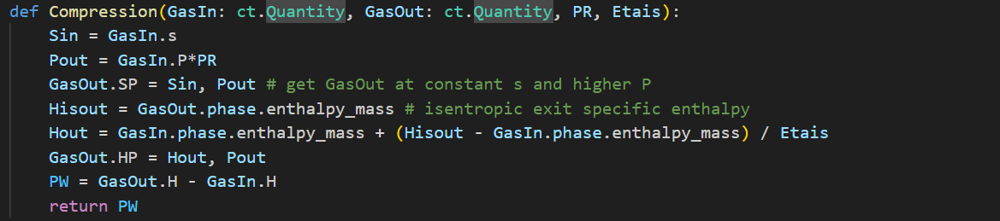 def Compression(GasIn: ct.Quantity, GasOut: ct.Quantity, PR, Etais):
    Sin = GasIn.s
    Pout = GasIn.P*PR
    GasOut.SP = Sin, Pout # get GasOut at constant s and higher P
    Hisout = GasOut.phase.enthalpy_mass # isentropic exit specific enthalpy
    Hout = GasIn.phase.enthalpy_mass + (Hisout - GasIn.phase.enthalpy_mass) / Etais
    GasOut.HP = Hout, Pout
    PW = GasOut.H - GasIn.H
    return PW